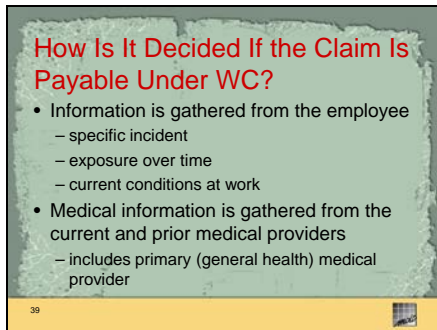 How Is It Decided If the Claim Is
Payable Under WC?
• Information is gathered from the employee
– specific incident
– exposure over time
– current conditions at work
• Medical information is gathered from the
current and prior medical providers
– includes primary (general health) medical
provider
39